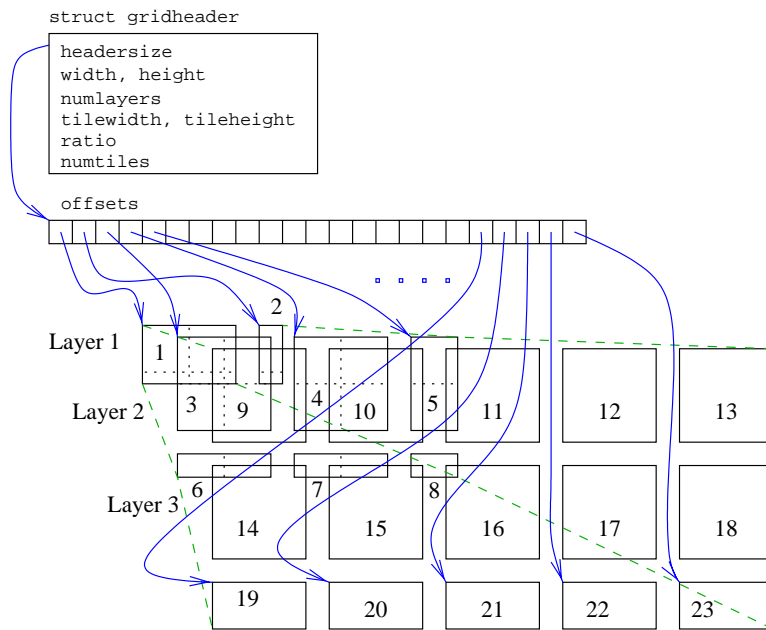 struct gridheader
headersize
width, height
numlayers
tilewidth, tileheight
ratio
numtiles
offsets
2
Layer 1
1
Layer 2
3
9
4
10
5
11
12
13
6
7
8
Layer 3
14
15
16
17
18
19
20
21
22
23